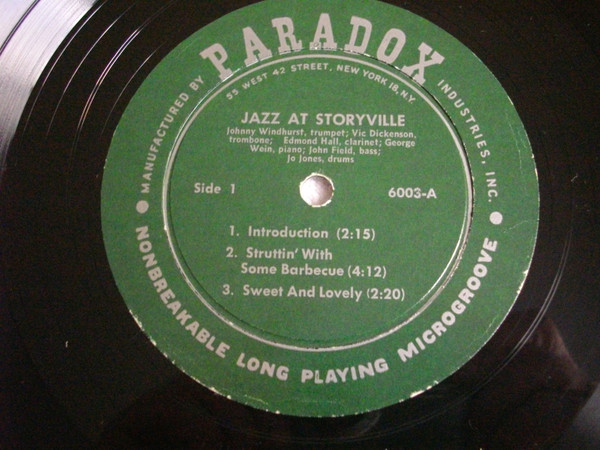 MANUFACTURED BY PARADOX INDUSTRIES, INC.
55 WEST 42 STREET, NEW YORK 18, N.Y.
JAZZ AT STORYVILLE
Johnny Windhurst, trumpet; Vic Dickenson,
trombone; Edmond Hall, clarinet; George
Wein, piano; John Field, bass;
Jo Jones, drums
Side 1 6003-A
1. Introduction (2:15)
2. Struttin' With
Some Barbecue (4:12)
3. Sweet And Lovely (2:20)
NONBREAKABLE LONG PLAYING MICROGROOVE